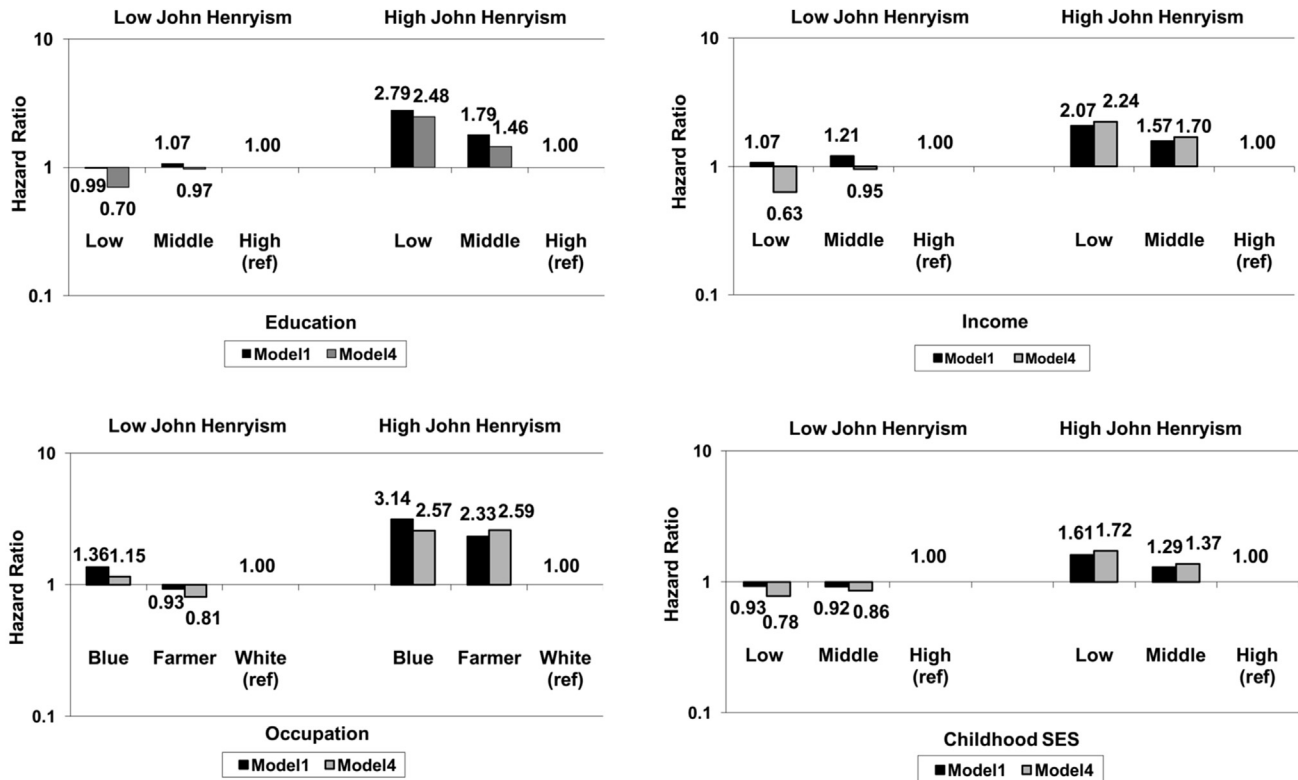 Low John Henryism High John Henryism
10
Hazard Ratio
2.79 2.48
1.79
1.46
1.07 1.00 1.00
1
0.99 0.97
0.70
Low Middle High Low Middle High
(ref) (ref)
0.1
Education
Model1 Model4
Low John Henryism High John Henryism
10
Hazard Ratio
2.07 2.24
1.57 1.70
1.07 1.21 1.00 1.00
1
0.63 0.95
Low Middle High Low Middle High
(ref) (ref)
0.1
Income
Model1 Model4
Low John Henryism High John Henryism
10
Hazard Ratio
3.14 2.57 2.33 2.59
1.36 1.15 1.00 1.00
1
0.93 0.81
Blue Farmer White Blue Farmer White
(ref) (ref)
0.1
Occupation
Model1 Model4
Low John Henryism High John Henryism
10
Hazard Ratio
1.61 1.72
1.29 1.37
1.00 1.00
1
0.93 0.78 0.92 0.86
Low Middle High Low Middle High
(ref) (ref)
0.1
Childhood SES
Model1 Model4